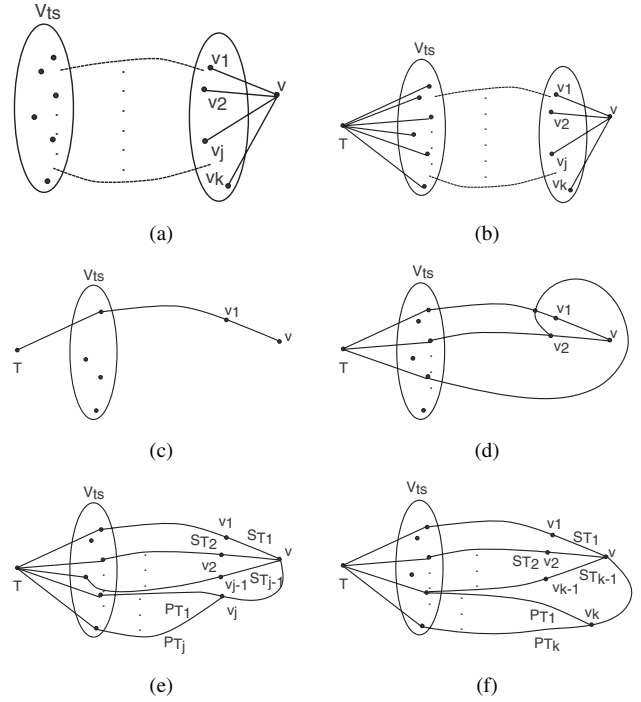 Vts
v1
v2
vj
vk
v
(a)
Vts
T
v1
v2
vj
vk
v
(b)
Vts
T
v1
v
(c)
Vts
T
v1
v2
v
(d)
Vts
T
v1
ST1
ST2
v
v2
vj-1
STj-1
PT1
vj
PTj
(e)
Vts
T
v1
ST1
v
ST2 v2
STk-1
vk-1
PT1
vk
PTk
(f)